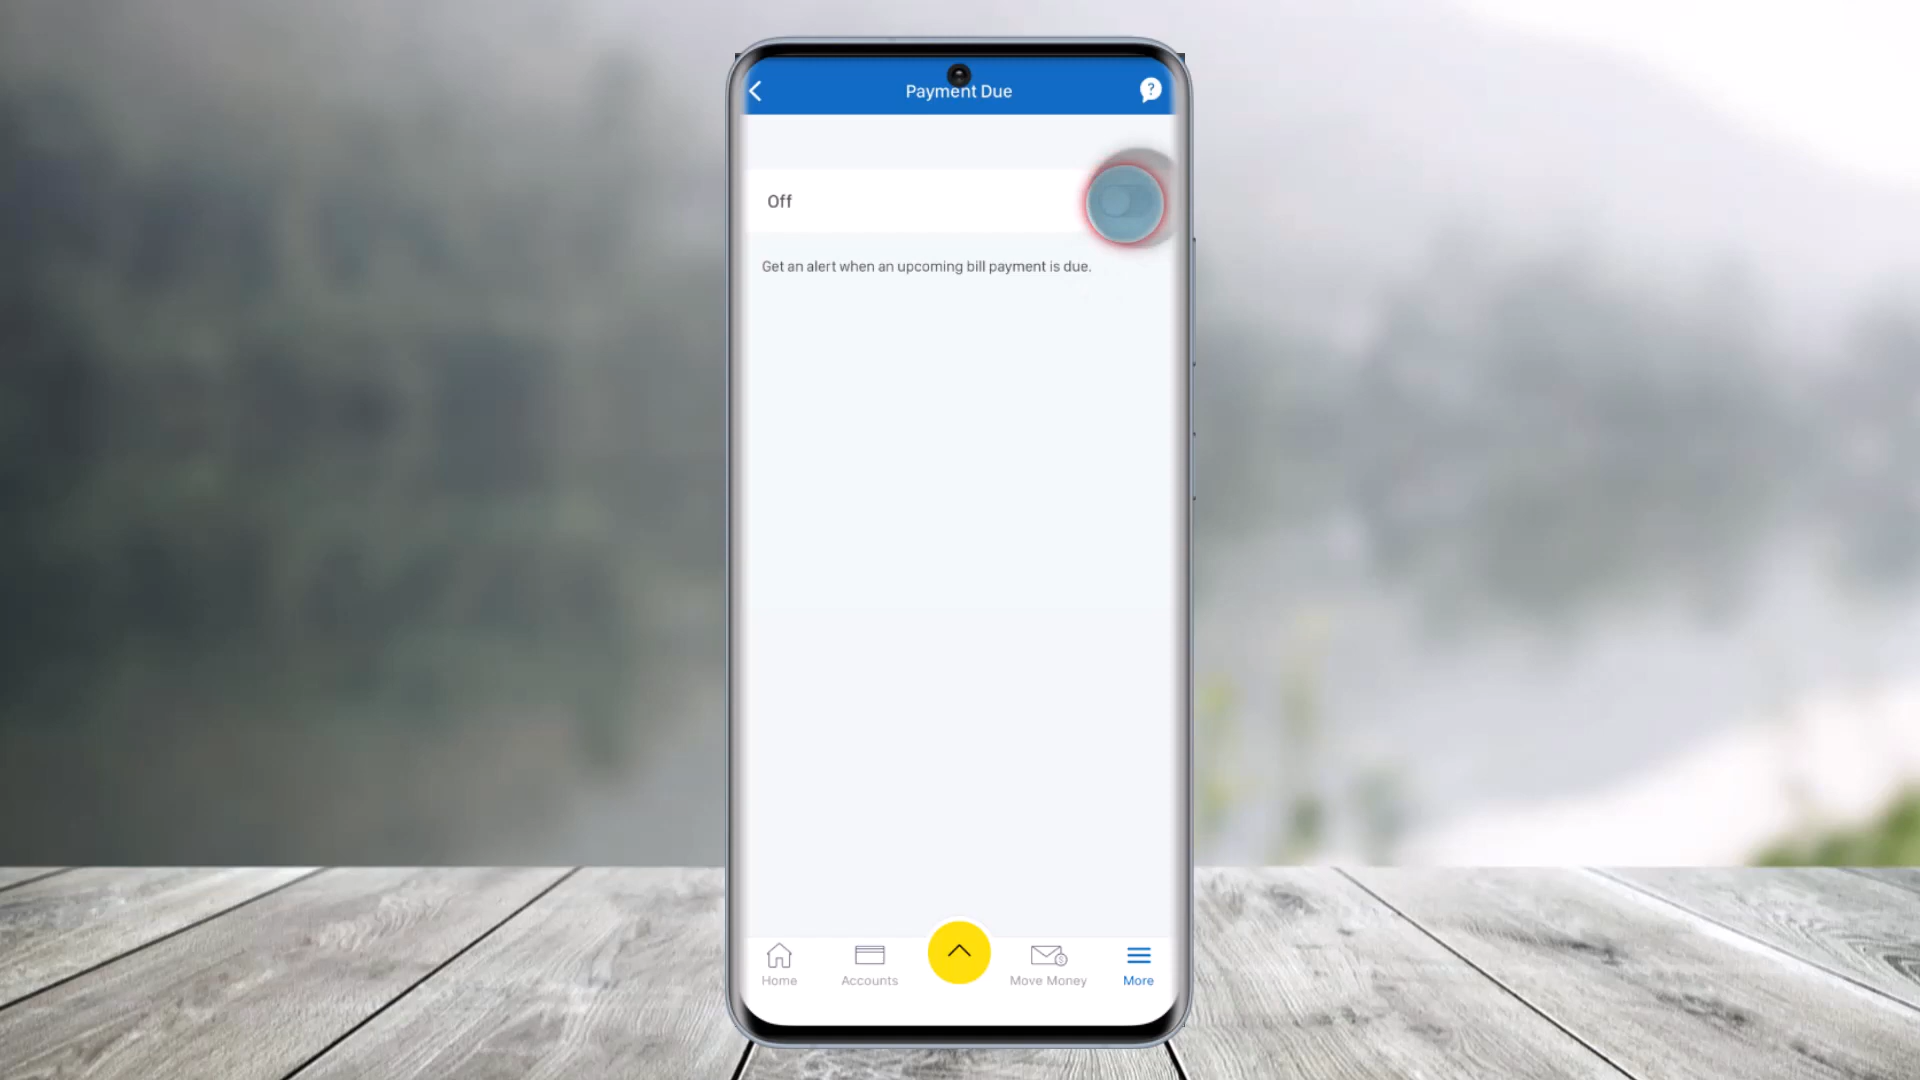 Payment Due
?
Off
Get an alert when an upcoming bill payment is due.
Home
Accounts
Move Money
More